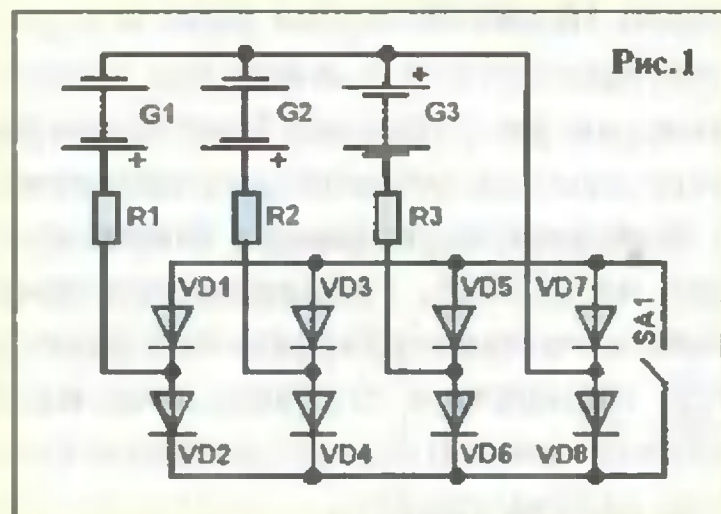 Рис.1
+
G1 G2 G3
+ +
R1 R2 R3
VD1 VD3 VD5 VD7 SA1
VD2 VD4 VD6 VD8